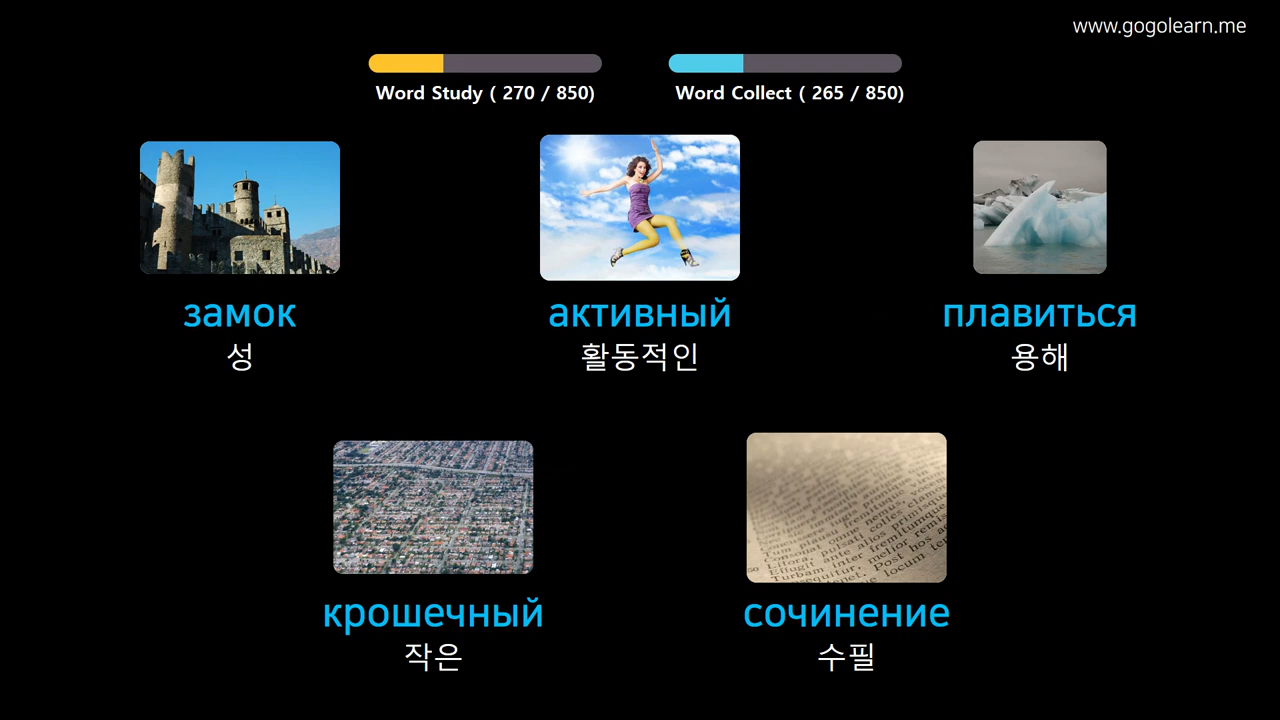 www.gogolearn.me
Word Study ( 270 / 850)
Word Collect ( 265 / 850)
замок
성
активный
활동적인
плавиться
용해
крошечный
작은
сочинение
수필